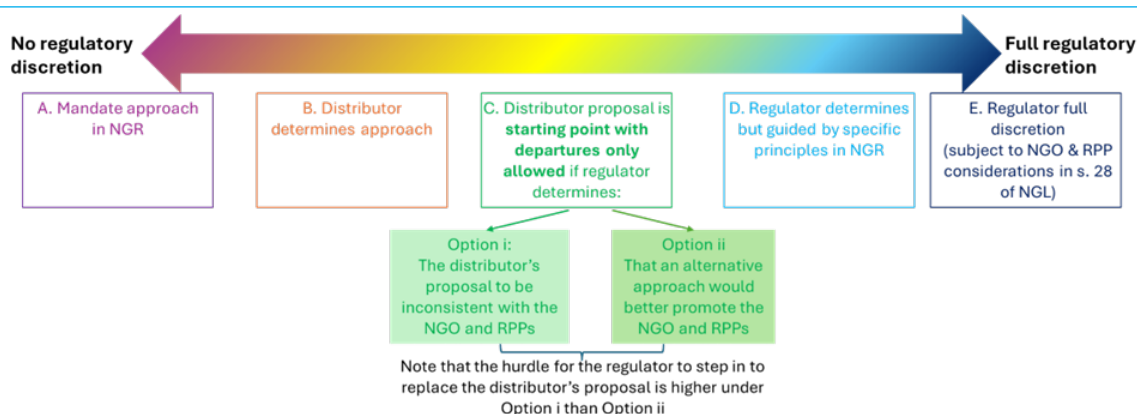 No regulatory
discretion
Full regulatory
discretion
A. Mandate approach
in NGR
B. Distributor
determines approach
C. Distributor proposal is
starting point with
departures only
allowed if regulator
determines:
D. Regulator determines
but guided by specific
principles in NGR
E. Regulator full
discretion
(subject to NGO & RPP
considerations in s. 28
of NGL)
Option i:
The distributor’s
proposal to be
inconsistent with the
NGO and RPPs
Option ii
That an alternative
approach would
better promote the
NGO and RPPs
Note that the hurdle for the regulator to step in to
replace the distributor’s proposal is higher under
Option i than Option ii